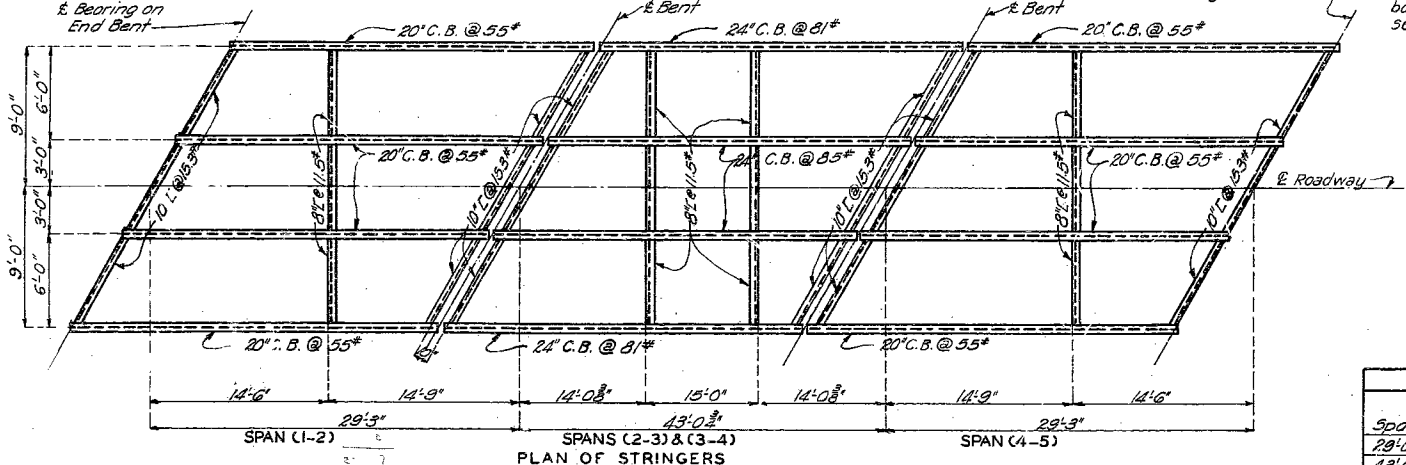 ℄ Bearing on
End Bent
20" C.B. @ 55#
℄ Bent
24" C.B. @ 81#
℄ Bent
20" C.B. @ 55#
9'-0"
6'-0"
3'-0"
3'-0"
6'-0"
9'-0"
10" [ @ 15.3#
8" [ @ 11.5#
20" C.B. @ 55#
10" [ @ 15.3#
24" C.B. @ 85#
8" [ @ 11.5#
10" [ @ 15.3#
8" [ @ 11.5#
20" C.B. @ 55#
10" [ @ 15.3#
℄ Roadway
20" C.B. @ 55#
24" C.B. @ 81#
20" C.B. @ 55#
14'-6"
14'-9"
14'-0⅜"
15'-0"
14'-0⅜"
14'-9"
14'-6"
29'-3"
43'-0¾"
29'-3"
SPAN (1-2)
SPANS (2-3) & (3-4)
SPAN (4-5)
PLAN OF STRINGERS